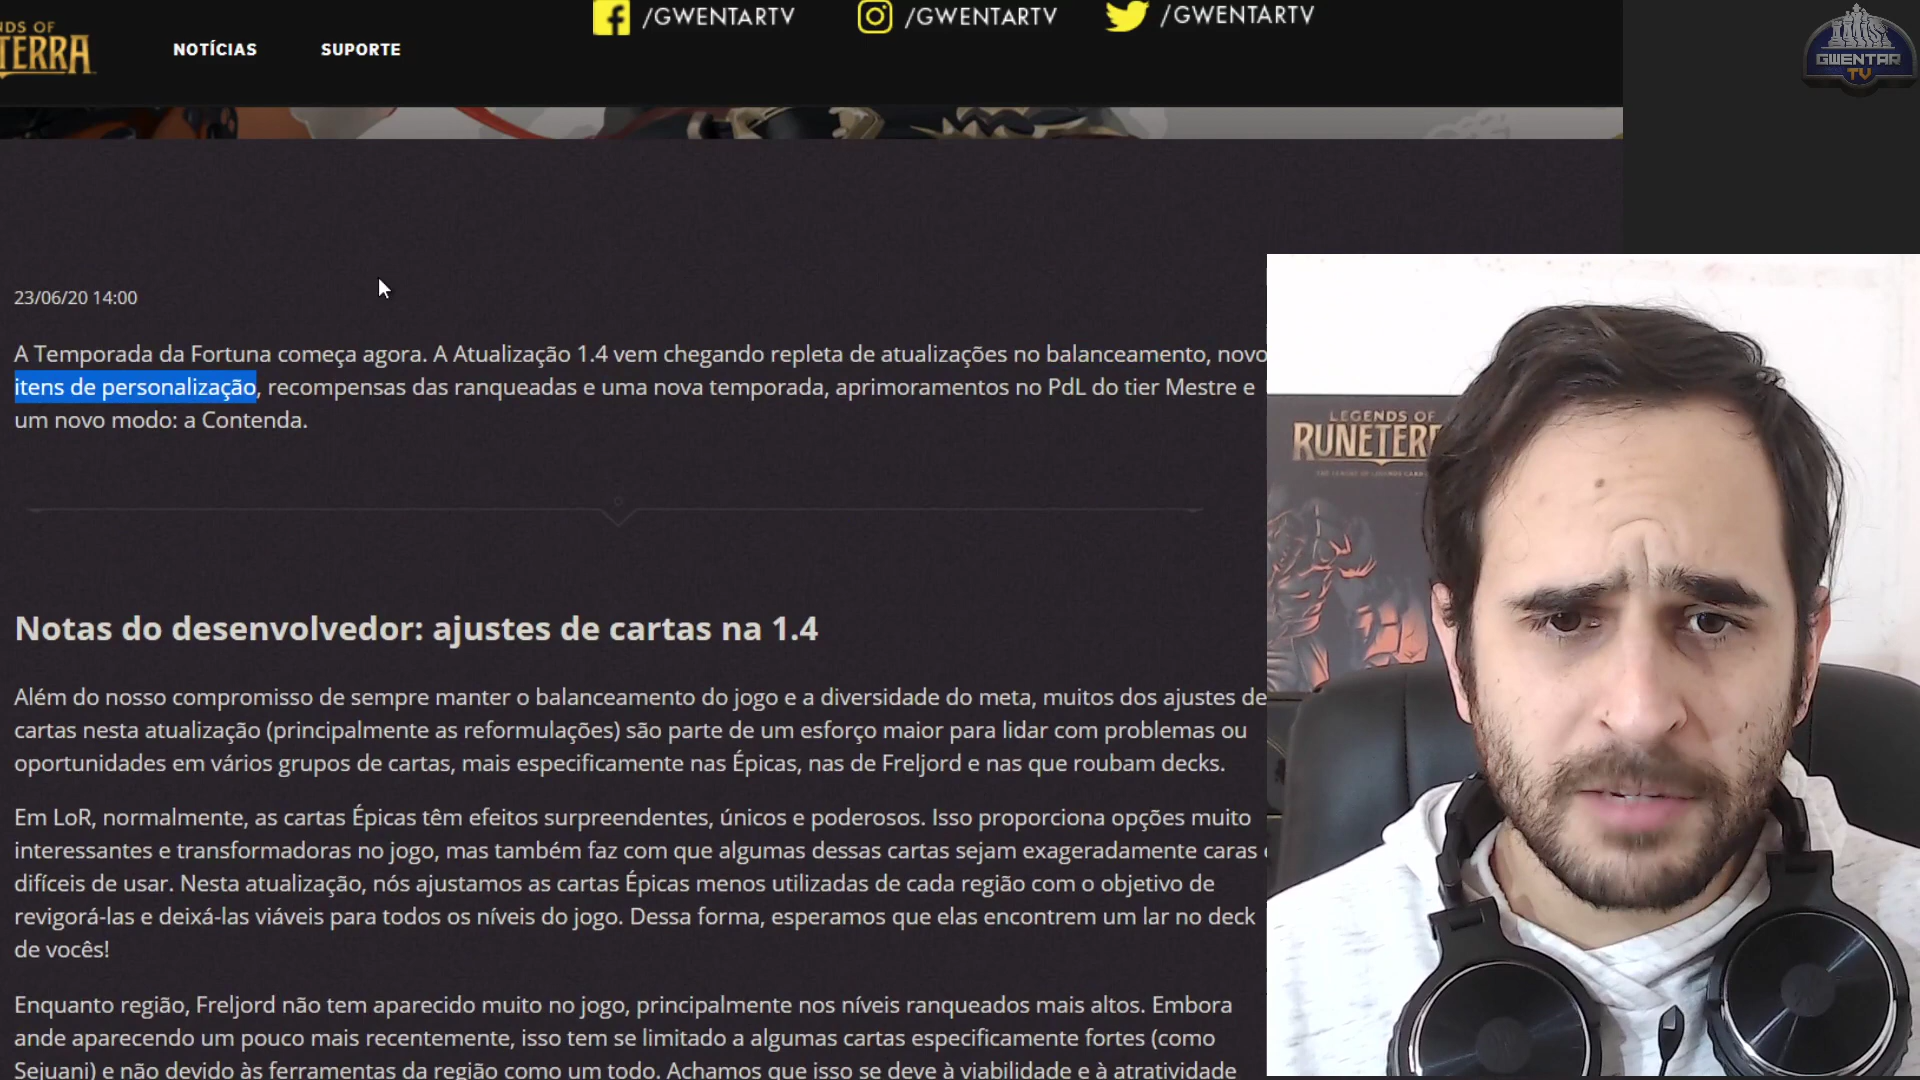 NDS OF
TERRA
NOTÍCIAS
SUPORTE
/GWENTARTV
/GWENTARTV
/GWENTARTV
GWENTAR
TV
23/06/20 14:00
A Temporada da Fortuna começa agora. A Atualização 1.4 vem chegando repleta de atualizações no balanceamento, novo
itens de personalização, recompensas das ranqueadas e uma nova temporada, aprimoramentos no PdL do tier Mestre e
um novo modo: a Contenda.
LEGENDS OF
RUNETERR
Notas do desenvolvedor: ajustes de cartas na 1.4
Além do nosso compromisso de sempre manter o balanceamento do jogo e a diversidade do meta, muitos dos ajustes de
cartas nesta atualização (principalmente as reformulações) são parte de um esforço maior para lidar com problemas ou
oportunidades em vários grupos de cartas, mais especificamente nas Épicas, nas de Freljord e nas que roubam decks.
Em LoR, normalmente, as cartas Épicas têm efeitos surpreendentes, únicos e poderosos. Isso proporciona opções muito
interessantes e transformadoras no jogo, mas também faz com que algumas dessas cartas sejam exageradamente caras
difíceis de usar. Nesta atualização, nós ajustamos as cartas Épicas menos utilizadas de cada região com o objetivo de
revigorá-las e deixá-las viáveis para todos os níveis do jogo. Dessa forma, esperamos que elas encontrem um lar no deck
de vocês!
Enquanto região, Freljord não tem aparecido muito no jogo, principalmente nos níveis ranqueados mais altos. Embora
ande aparecendo um pouco mais recentemente, isso tem se limitado a algumas cartas especificamente fortes (como
Sejuani) e não devido às ferramentas da região como um todo. Achamos que isso se deve à viabilidade e à atratividade